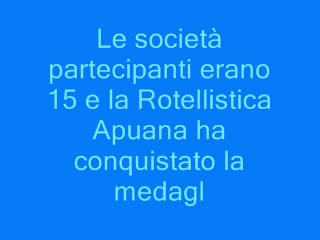 Le società
partecipanti erano
15 e la Rotellistica
Apuana ha
conquistato la
medagl